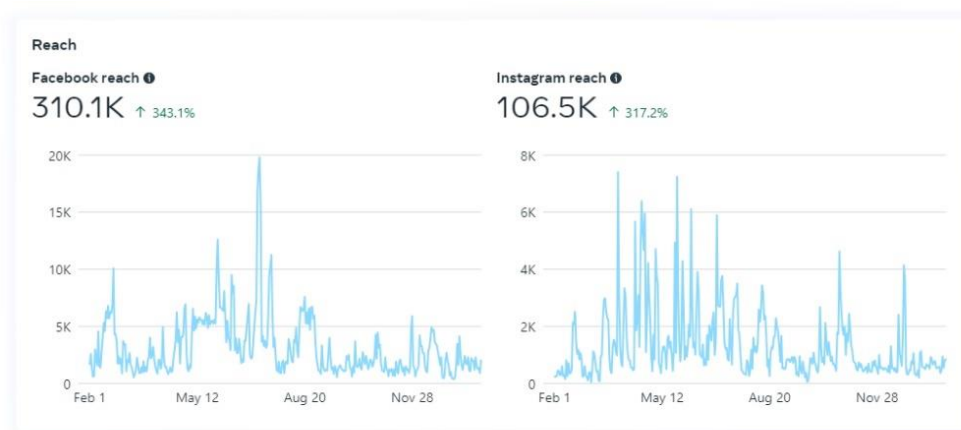 Reach
Facebook reach
310.1K ↑ 343.1%
20K
15K
10K
5K
0
Feb 1 May 12 Aug 20 Nov 28
Instagram reach
106.5K ↑ 317.2%
8K
6K
4K
2K
0
Feb 1 May 12 Aug 20 Nov 28